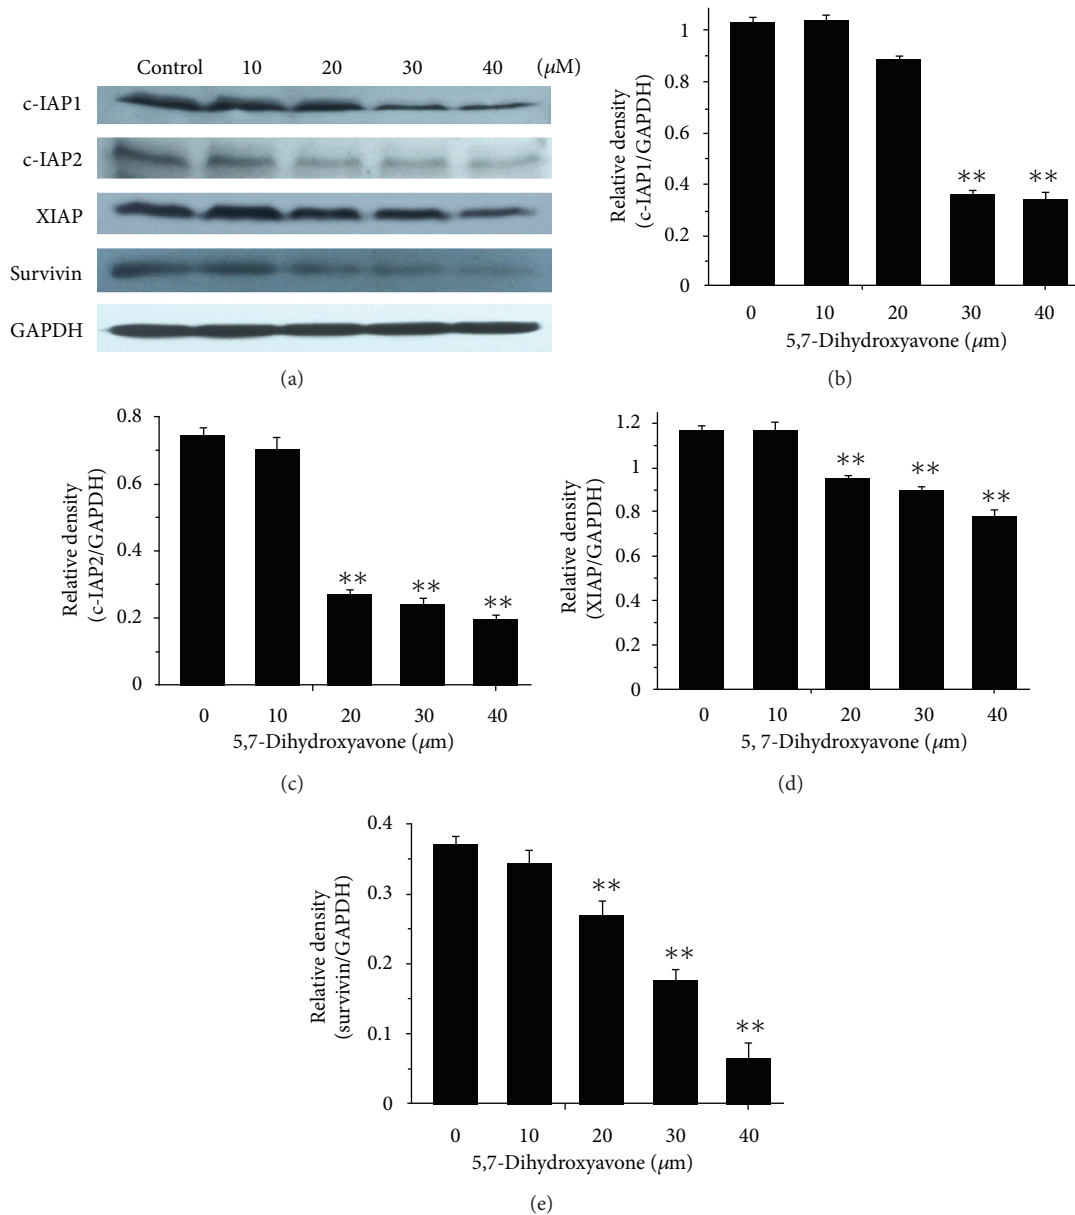 Control 10 20 30 40 (μM)
c-IAP1
c-IAP2
XIAP
Survivin
GAPDH
(a)
Relative density
(c-IAP1/GAPDH)
1
0.8
0.6
0.4
0.2
0
** **
0 10 20 30 40
5,7-Dihydroxyavone (μm)
(b)
Relative density
(c-IAP2/GAPDH)
0.8
0.6
0.4
0.2
0
** ** **
0 10 20 30 40
5,7-Dihydroxyavone (μm)
(c)
Relative density
(XIAP/GAPDH)
1.2
1
0.8
0.6
0.4
0.2
0
** ** **
0 10 20 30 40
5, 7-Dihydroxyavone (μm)
(d)
Relative density
(survivin/GAPDH)
0.4
0.3
0.2
0.1
0
** ** **
0 10 20 30 40
5,7-Dihydroxyavone (μm)
(e)